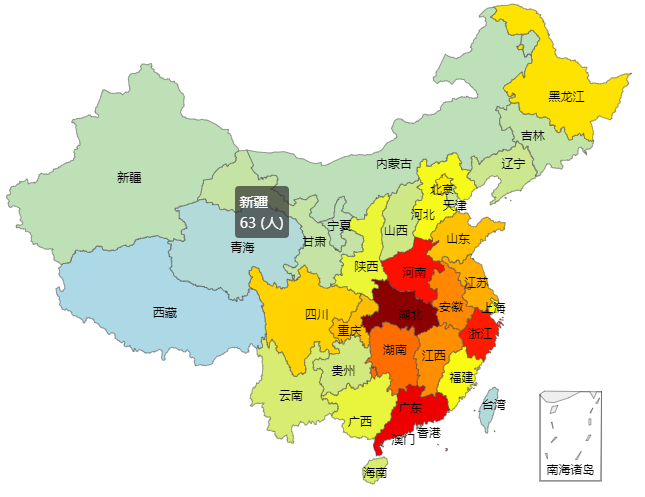 黑龙江
吉林
辽宁
内蒙古
新疆
北京
天津
新疆
63 (人)
河北
宁夏
山西
山东
甘肃
青海
陕西
河南
江苏
西藏
四川
湖北
安徽
上海
重庆
浙江
湖南
江西
贵州
福建
云南
台湾
广东
广西
香港
澳门
海南
南海诸岛